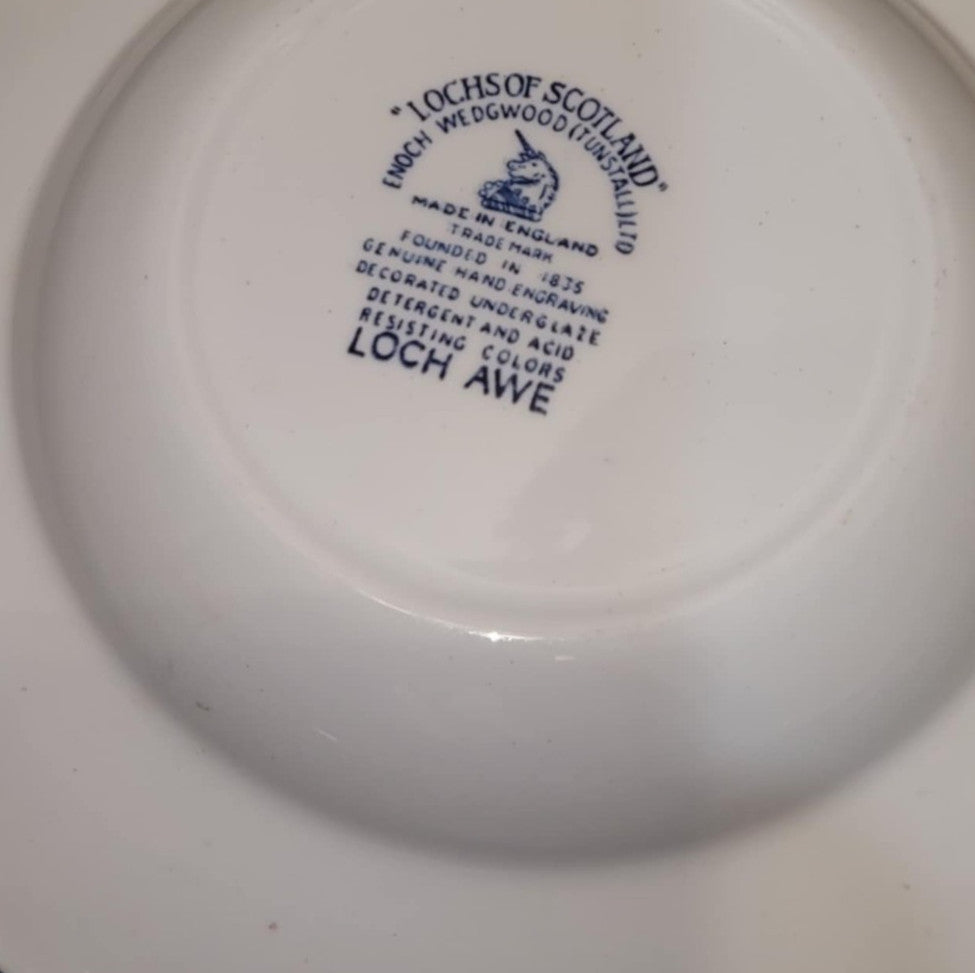 "LOCHS OF SCOTLAND"
ENOCH WEDGWOOD (TUNSTALL) LTD
MADE IN ENGLAND
TRADE MARK
FOUNDED IN 1835
GENUINE HAND ENGRAVING
DECORATED UNDERGLAZE
DETERGENT AND ACID
RESISTING COLORS
LOCH AWE